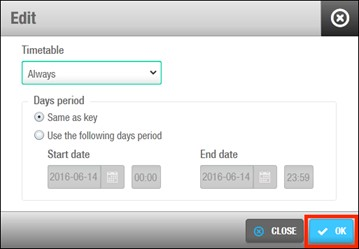 Edit
Timetable
Always
Days period
Same as key
Use the following days period
Start date End date
2016-06-14 00:00 2016-06-14 23:59
CLOSE OK